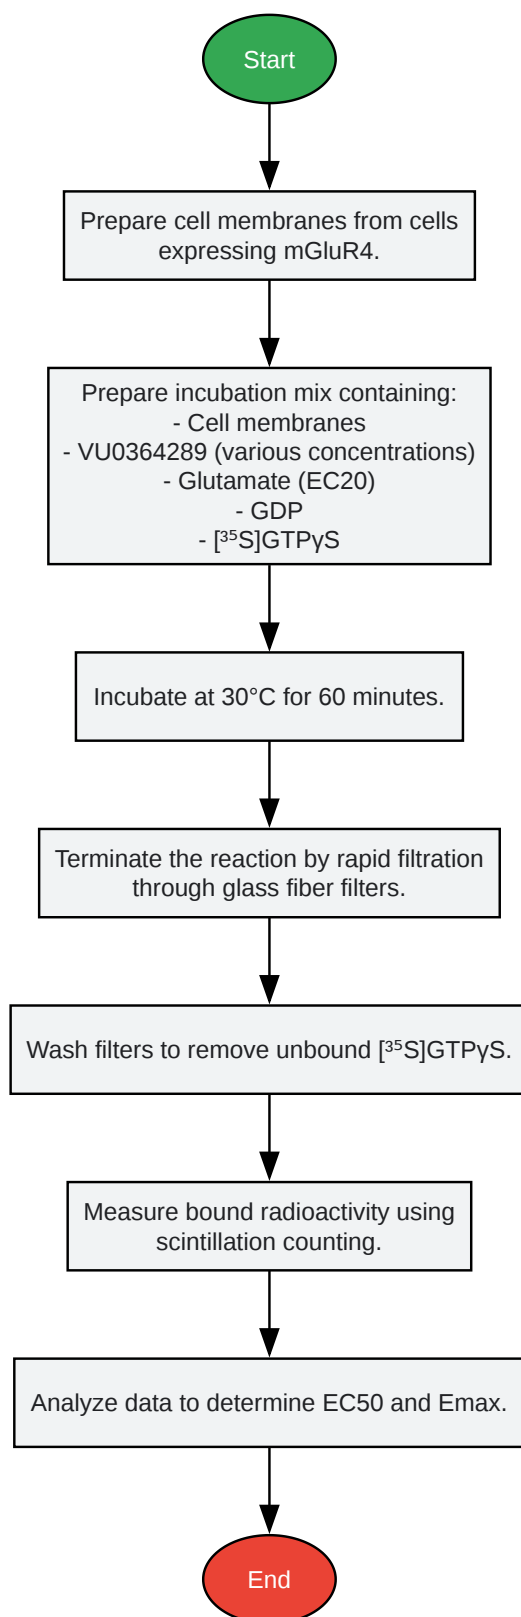 Start
Prepare cell membranes from cells
expressing mGluR4.
Prepare incubation mix containing:
- Cell membranes
- VU0364289 (various concentrations)
- Glutamate (EC20)
- GDP
- [³⁵S]GTPγS
Incubate at 30°C for 60 minutes.
Terminate the reaction by rapid filtration
through glass fiber filters.
Wash filters to remove unbound [³⁵S]GTPγS.
Measure bound radioactivity using
scintillation counting.
Analyze data to determine EC50 and Emax.
End